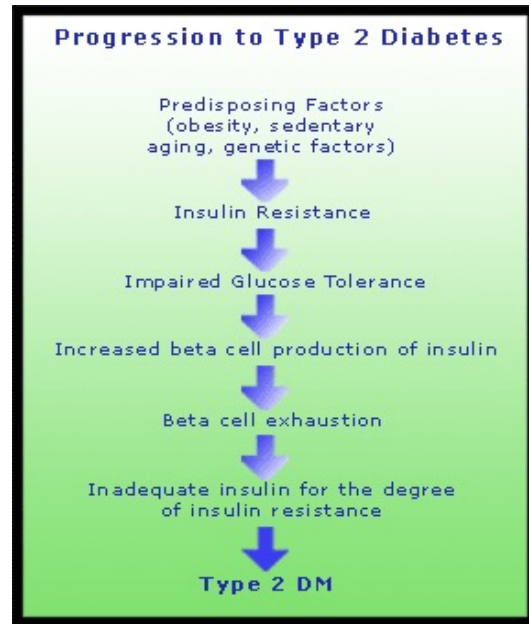 Progression to Type 2 Diabetes
Predisposing Factors
(obesity, sedentary
aging, genetic factors)
Insulin Resistance
Impaired Glucose Tolerance
Increased beta cell production of insulin
Beta cell exhaustion
Inadequate insulin for the degree
of insulin resistance
Type 2 DM